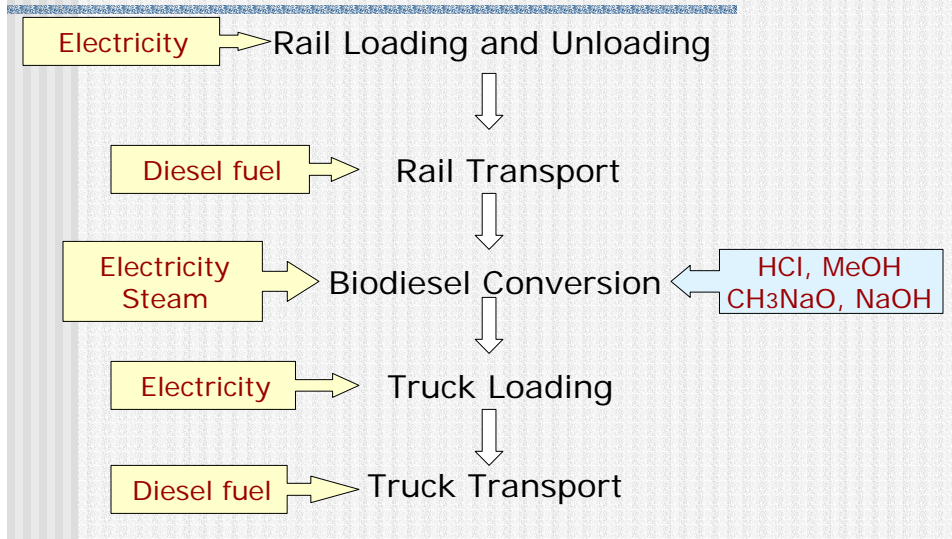 Electricity
Rail Loading and Unloading
Diesel fuel
Rail Transport
Electricity
Steam
Biodiesel Conversion
HCl, MeOH
CH3NaO, NaOH
Electricity
Truck Loading
Diesel fuel
Truck Transport